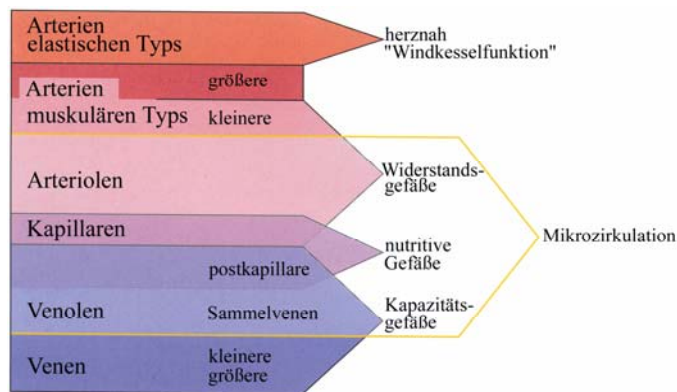 Arterien
elastischen Typs
herznah
"Windkesselfunktion"
größere
Arterien
muskulären Typs
kleinere
Arteriolen
Widerstands-
gefäße
Kapillaren
Mikrozirkulation
nutritive
Gefäße
postkapillare
Venolen
Sammelvenen
Kapazitäts-
gefäße
Venen
kleinere
größere